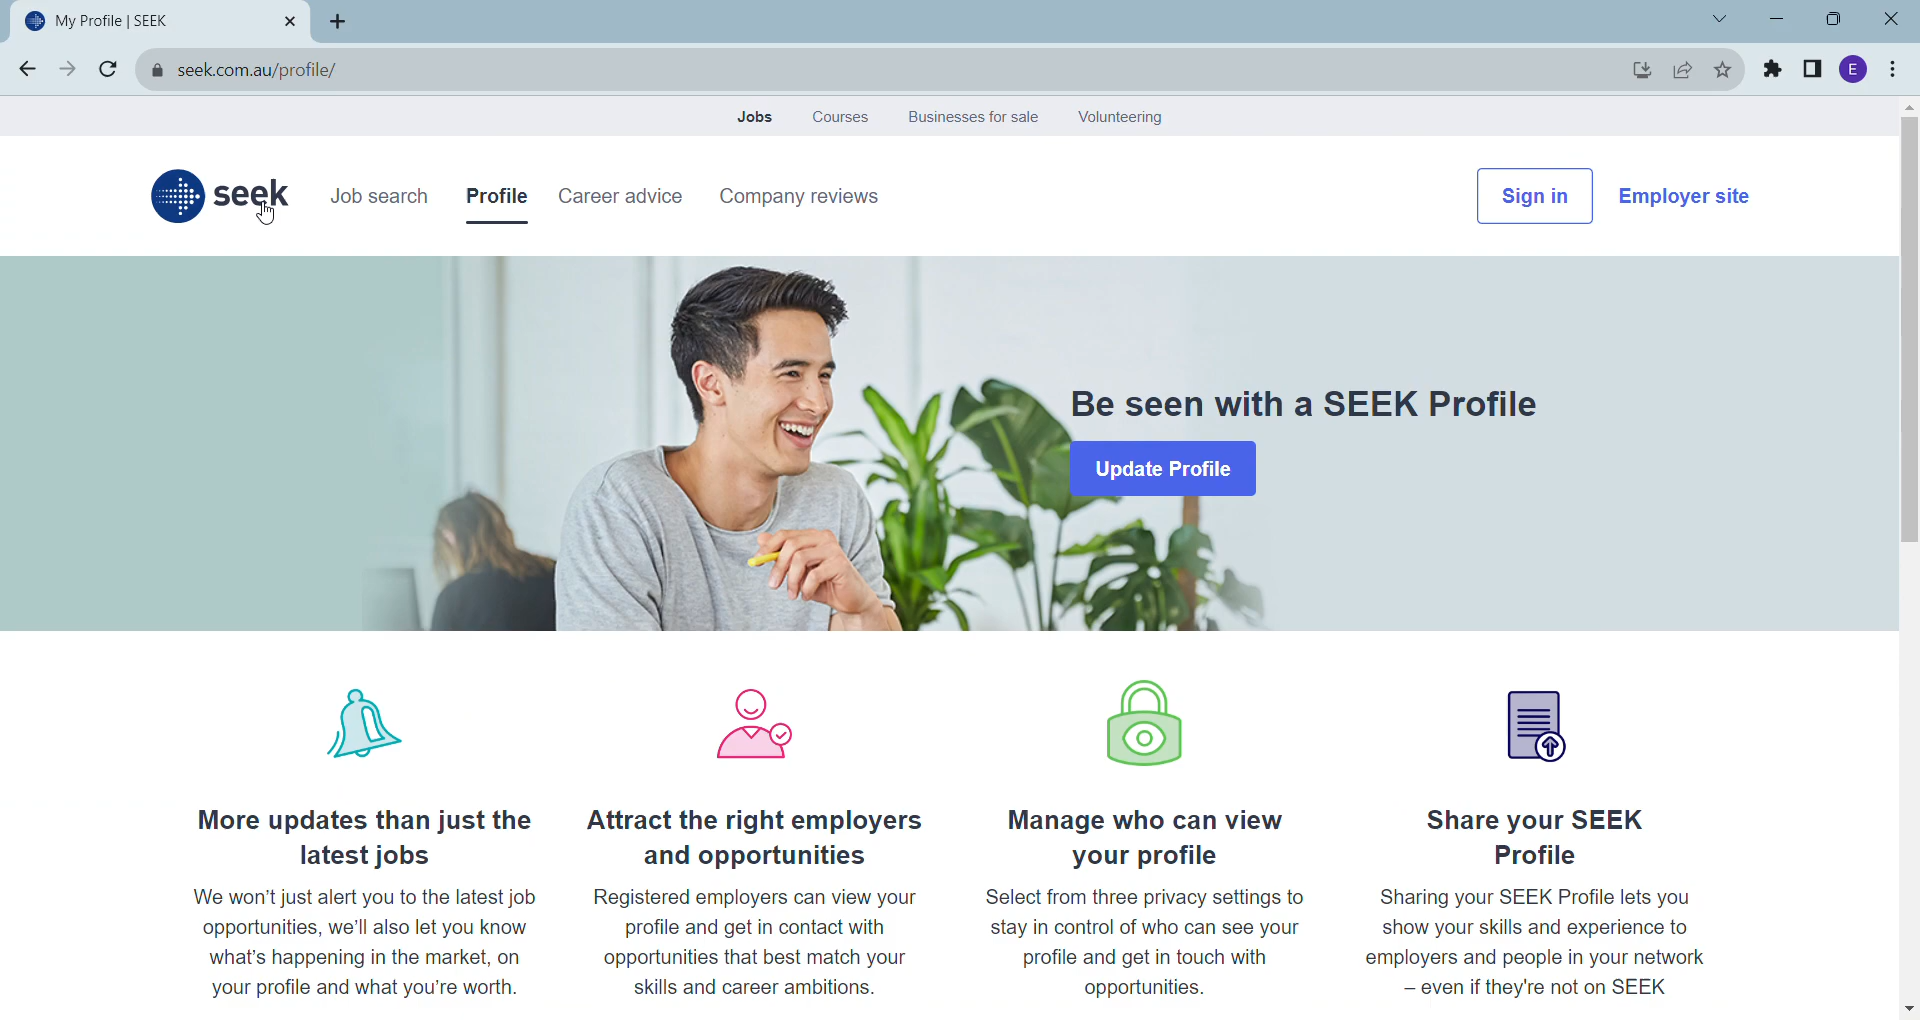 My Profile | SEEK
seek.com.au/profile/
E
Jobs Courses Businesses for sale Volunteering
seek Job search Profile Career advice Company reviews Sign in Employer site
Be seen with a SEEK Profile
Update Profile
More updates than just the
latest jobs
We won't just alert you to the latest job
opportunities, we'll also let you know
what's happening in the market, on
your profile and what you're worth.
Attract the right employers
and opportunities
Registered employers can view your
profile and get in contact with
opportunities that best match your
skills and career ambitions.
Manage who can view
your profile
Select from three privacy settings to
stay in control of who can see your
profile and get in touch with
opportunities.
Share your SEEK
Profile
Sharing your SEEK Profile lets you
show your skills and experience to
employers and people in your network
– even if they're not on SEEK